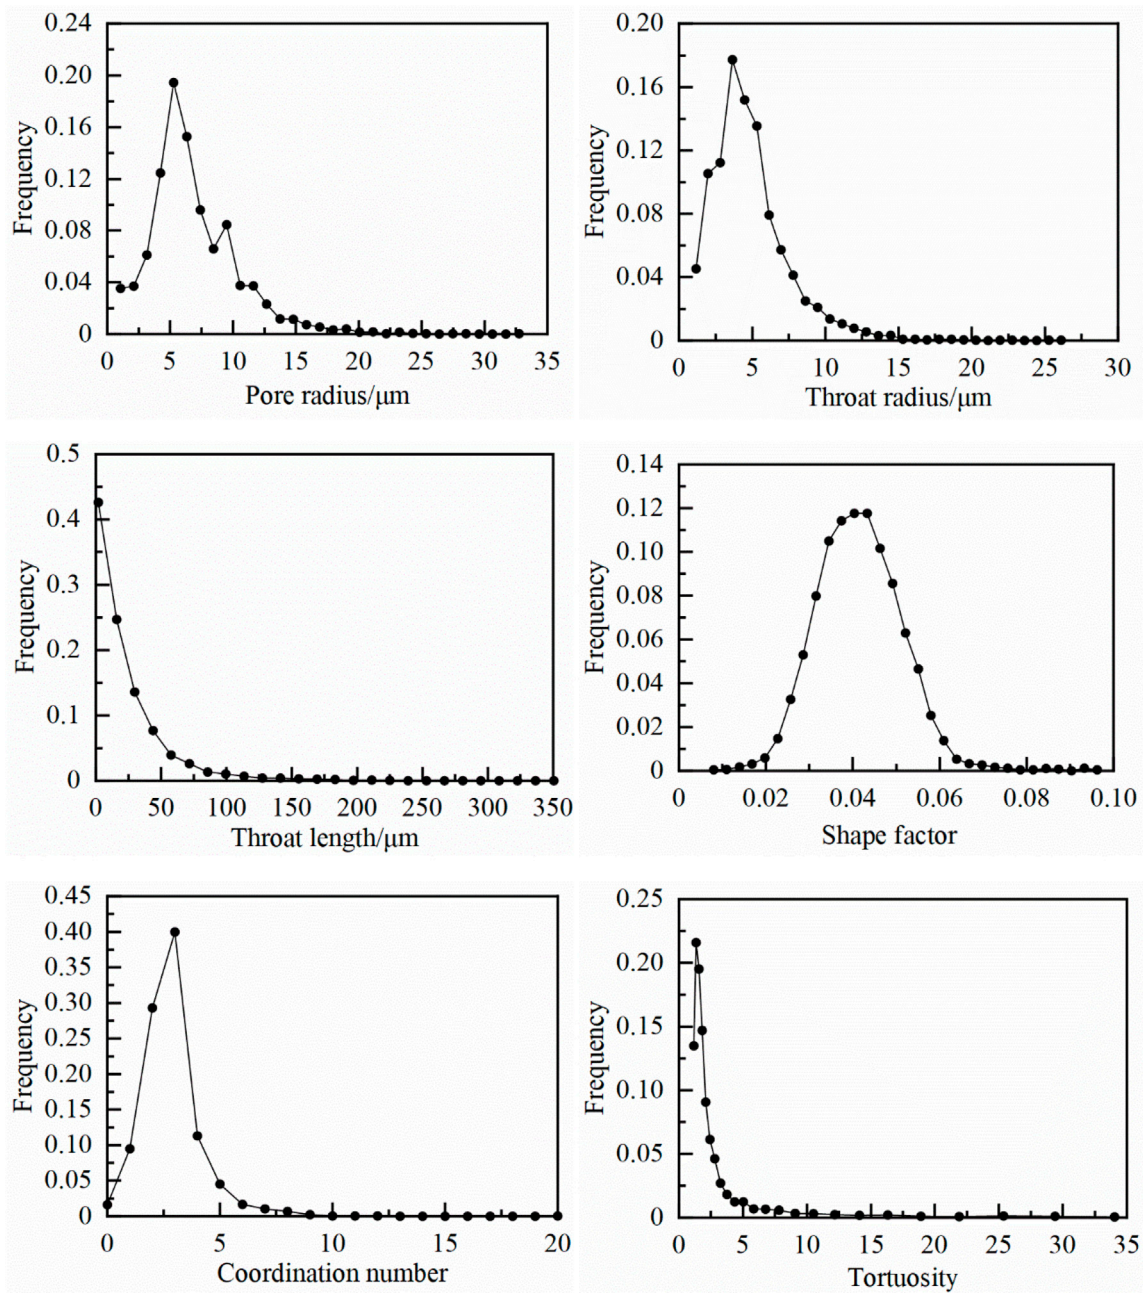 0.24
0.20
0.16
0.12
0.08
0.04
0
Frequency
0 5 10 15 20 25 30 35
Pore radius/μm
0.20
0.16
0.12
0.08
0.04
0
Frequency
0 5 10 15 20 25 30
Throat radius/μm
0.5
0.4
0.3
0.2
0.1
0
Frequency
0 50 100 150 200 250 300 350
Throat length/μm
0.14
0.12
0.10
0.08
0.06
0.04
0.02
0
Frequency
0 0.02 0.04 0.06 0.08 0.10
Shape factor
0.45
0.40
0.35
0.30
0.25
0.20
0.15
0.10
0.05
0
Frequency
0 5 10 15 20
Coordination number
0.25
0.20
0.15
0.10
0.05
0
Frequency
0 5 10 15 20 25 30 35
Tortuosity